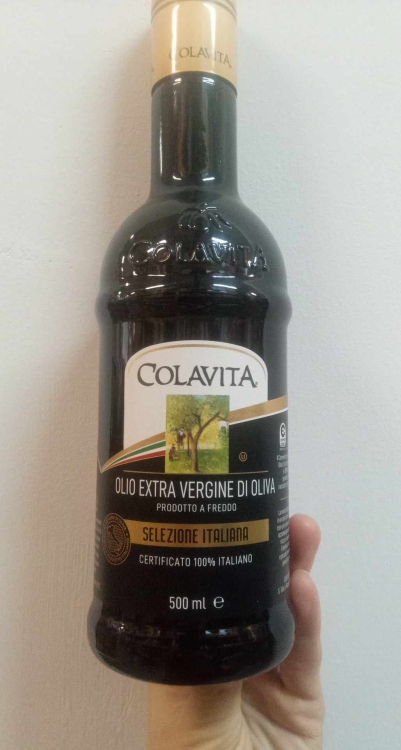 COLAVITA
COLAVITA
COLAVITA
OLIO EXTRA VERGINE DI OLIVA
PRODOTTO A FREDDO
SELEZIONE ITALIANA
CERTIFICATO 100% ITALIANO
500 ml e